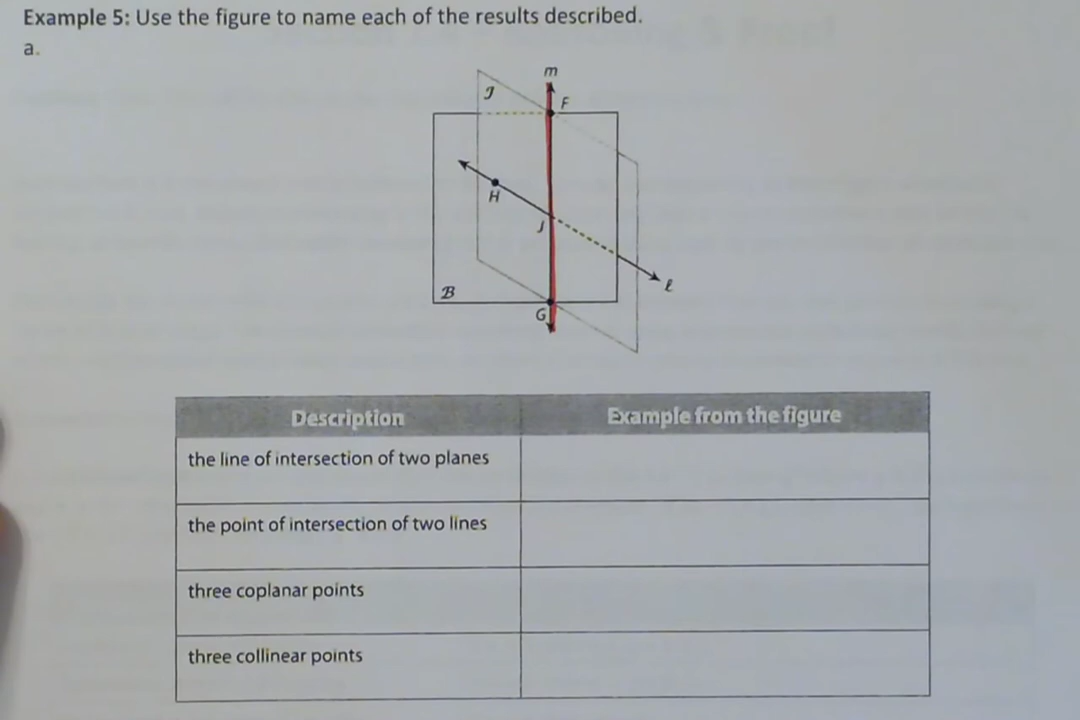 Example 5: Use the figure to name each of the results described.
a.
m
F
H
J
B
G
ℓ
Description Example from the figure
the line of intersection of two planes
the point of intersection of two lines
three coplanar points
three collinear points